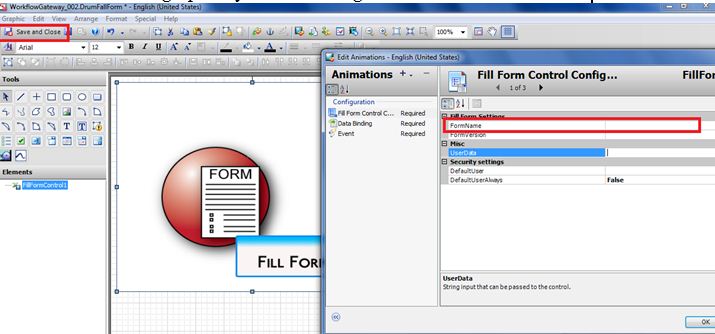 WorkflowGateway_002.DrumFallForm * - English (United States)
Graphic Edit View Arrange Format Special Help
Save and Close
100%
Arial 12 B I U
Tools
Elements
FillFormControl1
FORM
FILL FOR
Edit Animations - English (United States)
Animations
Configuration
Fill Form Control C... Required
Data Binding Required
Event Required
Fill Form Control Config... FillFor
1 of 3
Fill Form Settings
FormName
FormVersion
Misc
UserData
Security settings
DefaultUser
DefaultUserAlways False
UserData
String input that can be passed to the control.
OK